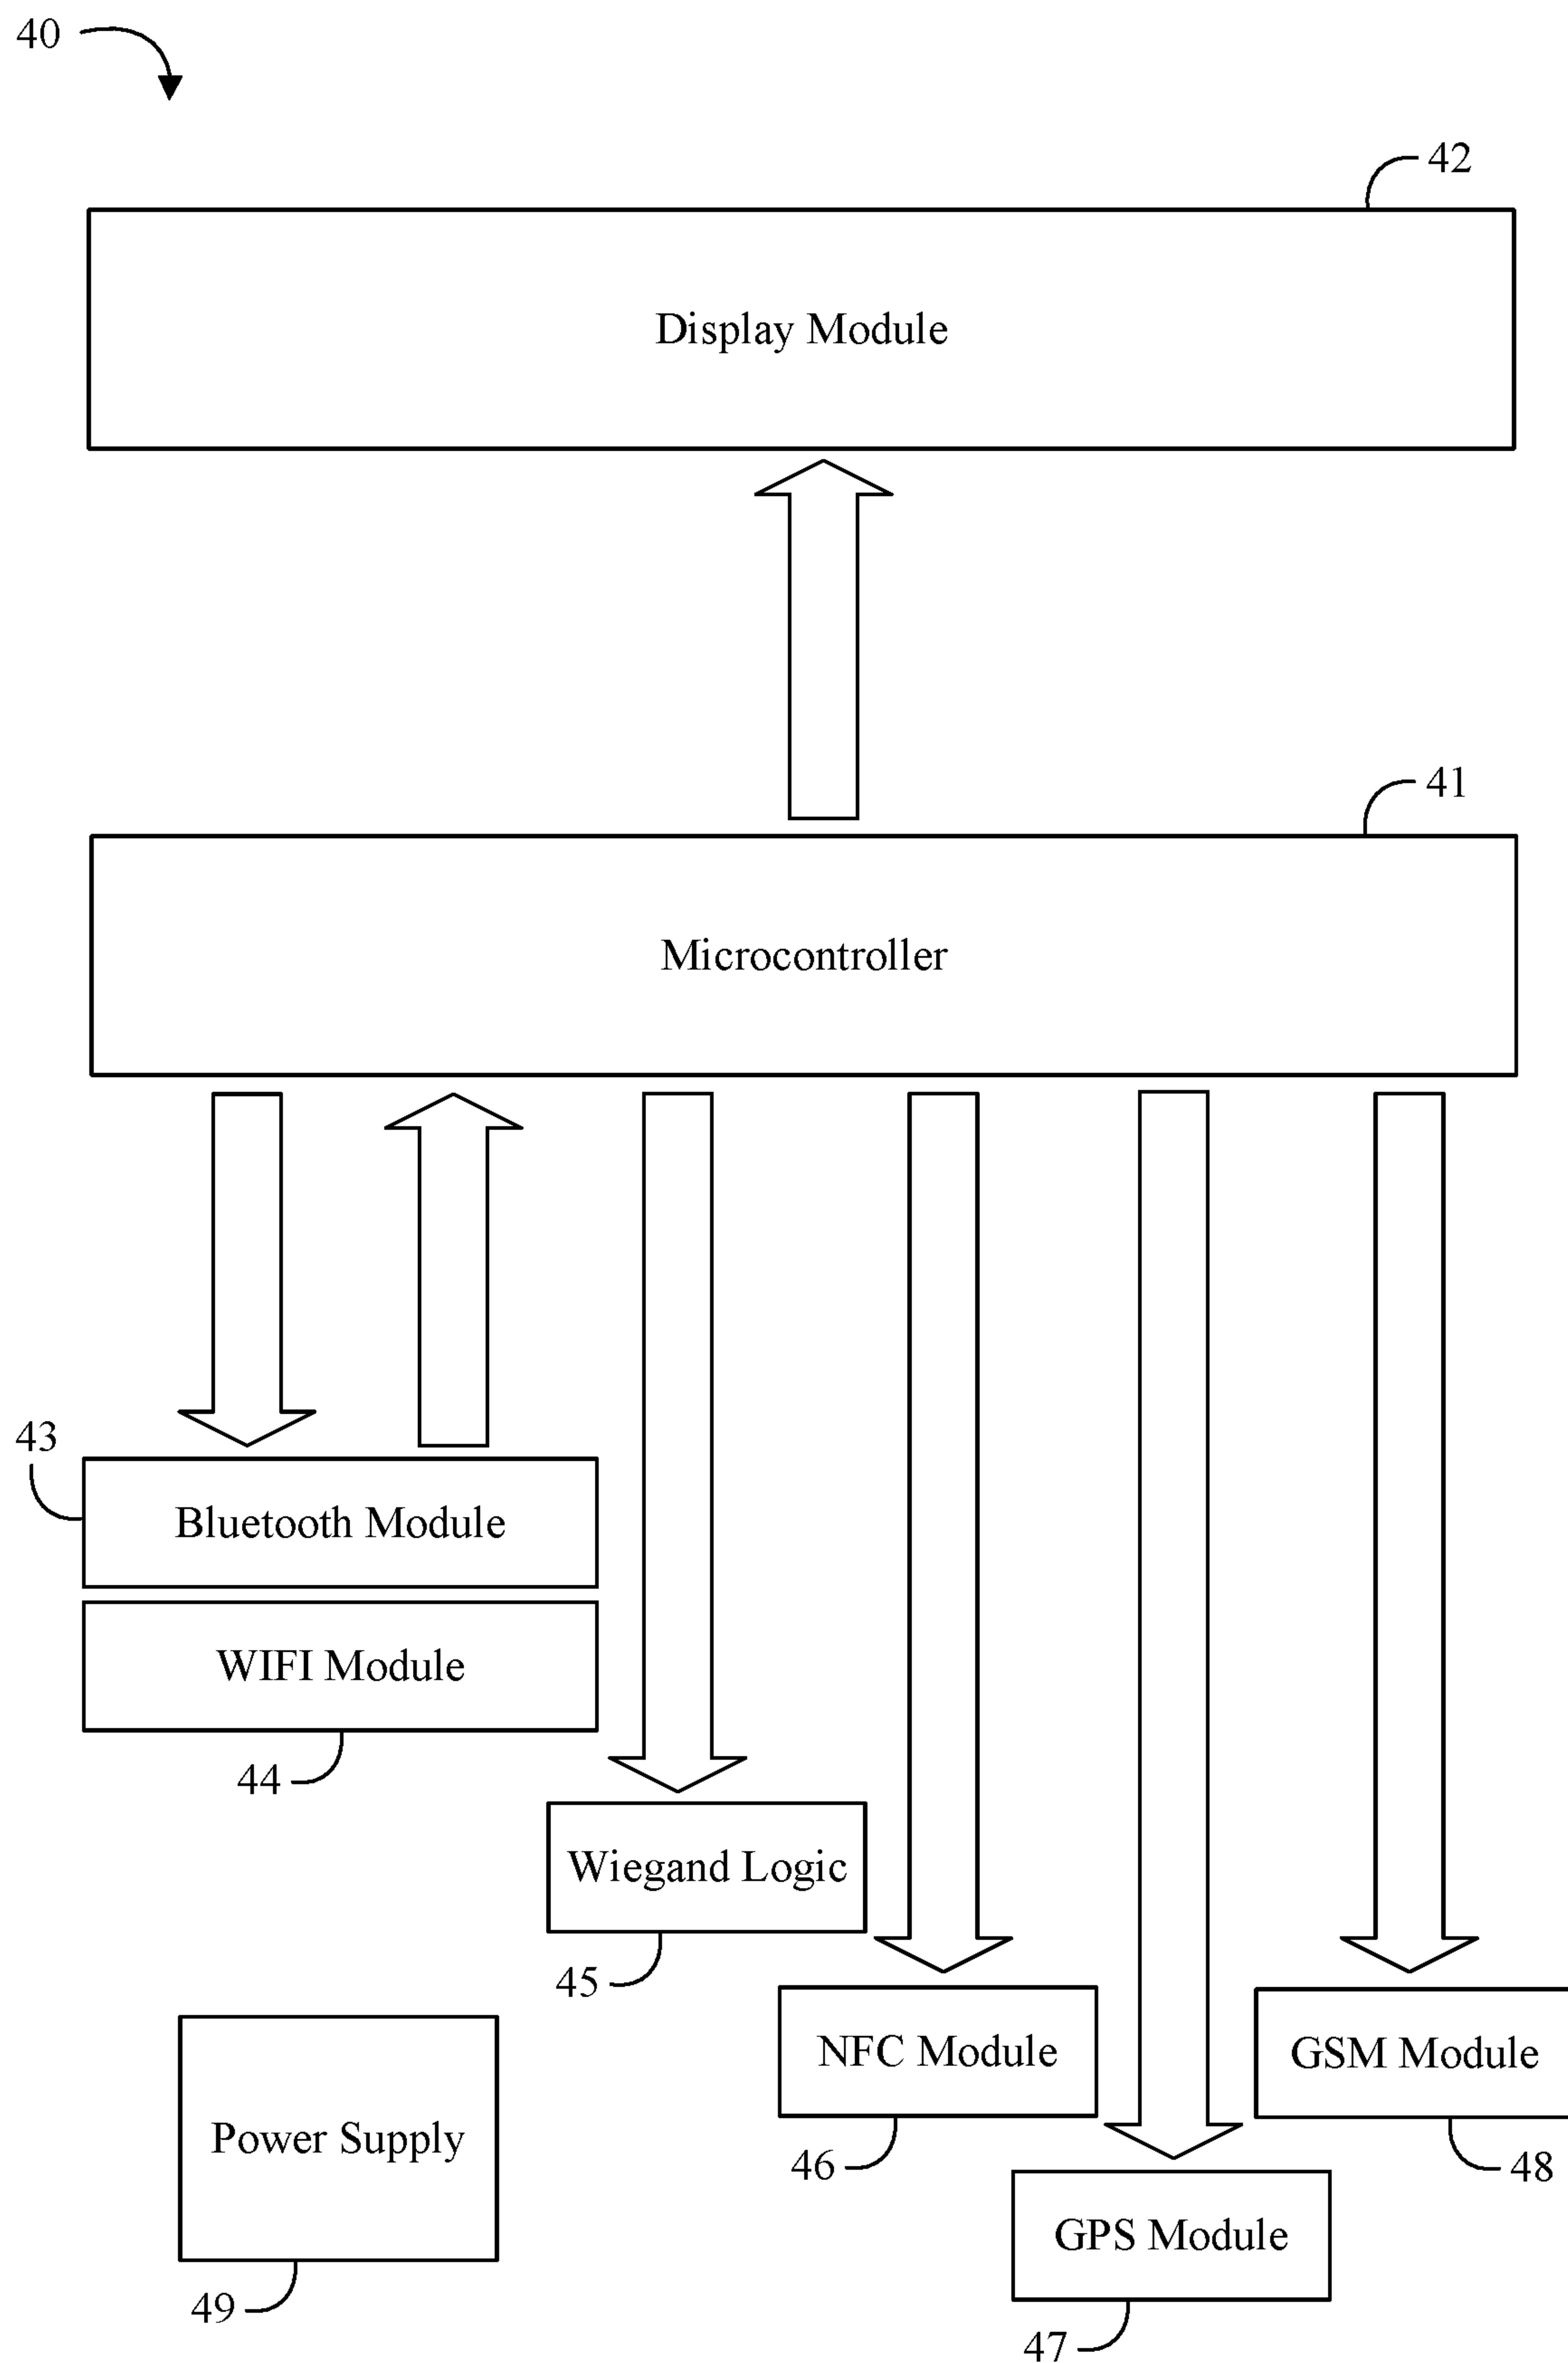 40
42
Display Module
41
Microcontroller
43
Bluetooth Module
WIFI Module
44
Wiegand Logic
45
NFC Module
GSM Module
Power Supply
46
48
GPS Module
49
47